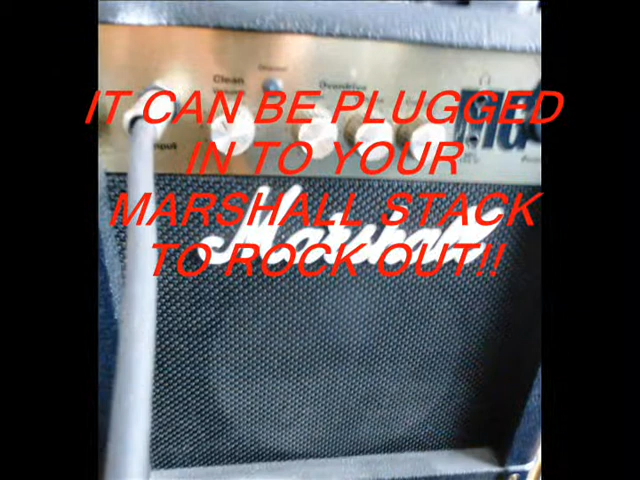 Clean
Overdrive
IT CAN BE PLUGGED
IN TO YOUR
MARSHALL STACK
TO ROCK OUT!!
Marshall